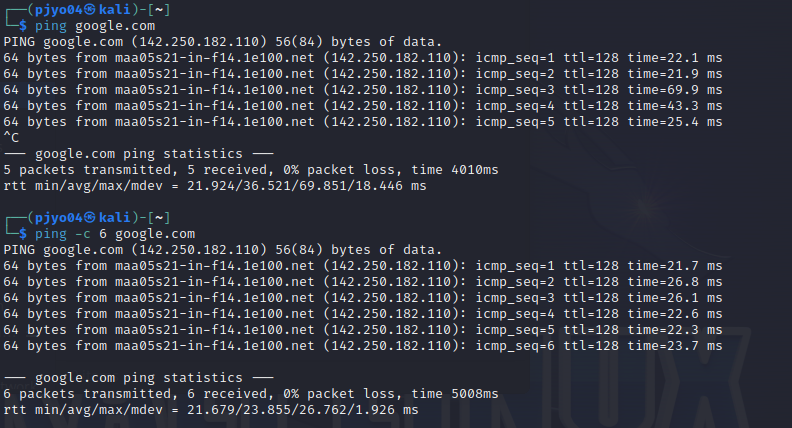 ┌──(pjyo04㉿kali)-[~]
└─$ ping google.com
PING google.com (142.250.182.110) 56(84) bytes of data.
64 bytes from maa05s21-in-f14.1e100.net (142.250.182.110): icmp_seq=1 ttl=128 time=22.1 ms
64 bytes from maa05s21-in-f14.1e100.net (142.250.182.110): icmp_seq=2 ttl=128 time=21.9 ms
64 bytes from maa05s21-in-f14.1e100.net (142.250.182.110): icmp_seq=3 ttl=128 time=69.9 ms
64 bytes from maa05s21-in-f14.1e100.net (142.250.182.110): icmp_seq=4 ttl=128 time=43.3 ms
64 bytes from maa05s21-in-f14.1e100.net (142.250.182.110): icmp_seq=5 ttl=128 time=25.4 ms
^C
--- google.com ping statistics ---
5 packets transmitted, 5 received, 0% packet loss, time 4010ms
rtt min/avg/max/mdev = 21.924/36.521/69.851/18.446 ms
┌──(pjyo04㉿kali)-[~]
└─$ ping -c 6 google.com
PING google.com (142.250.182.110) 56(84) bytes of data.
64 bytes from maa05s21-in-f14.1e100.net (142.250.182.110): icmp_seq=1 ttl=128 time=21.7 ms
64 bytes from maa05s21-in-f14.1e100.net (142.250.182.110): icmp_seq=2 ttl=128 time=26.8 ms
64 bytes from maa05s21-in-f14.1e100.net (142.250.182.110): icmp_seq=3 ttl=128 time=26.1 ms
64 bytes from maa05s21-in-f14.1e100.net (142.250.182.110): icmp_seq=4 ttl=128 time=22.6 ms
64 bytes from maa05s21-in-f14.1e100.net (142.250.182.110): icmp_seq=5 ttl=128 time=22.3 ms
64 bytes from maa05s21-in-f14.1e100.net (142.250.182.110): icmp_seq=6 ttl=128 time=23.7 ms
--- google.com ping statistics ---
6 packets transmitted, 6 received, 0% packet loss, time 5008ms
rtt min/avg/max/mdev = 21.679/23.855/26.762/1.926 ms